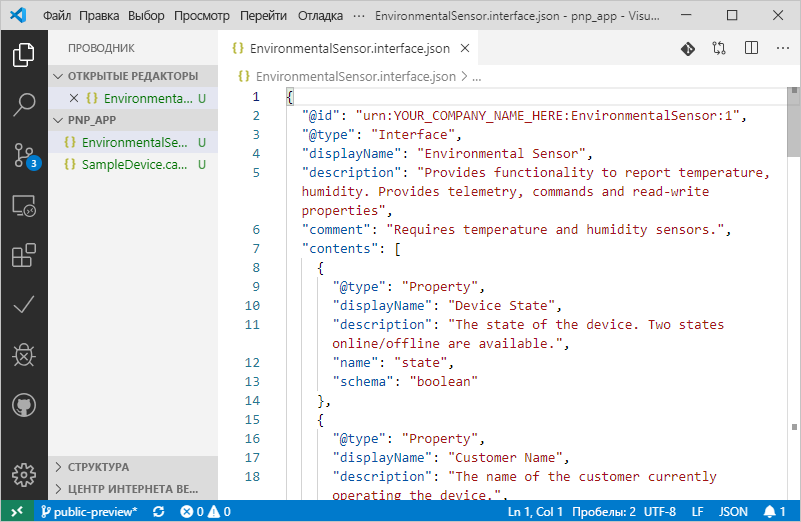 Файл Правка Выбор Просмотр Перейти Отладка ··· EnvironmentalSensor.interface.json - pnp_app - Visu...
ПРОВОДНИК
ОТКРЫТЫЕ РЕДАКТОРЫ
{} Environmenta... U
PNP_APP
{} EnvironmentalSe... U
{} SampleDevice.ca... U
3
СТРУКТУРА
ЦЕНТР ИНТЕРНЕТА ВЕ...
{} EnvironmentalSensor.interface.json
{} EnvironmentalSensor.interface.json > ...
1 {
2 "@id": "urn:YOUR_COMPANY_NAME_HERE:EnvironmentalSensor:1",
3 "@type": "Interface",
4 "displayName": "Environmental Sensor",
5 "description": "Provides functionality to report temperature,
humidity. Provides telemetry, commands and read-write
properties",
6 "comment": "Requires temperature and humidity sensors.",
7 "contents": [
8 {
9 "@type": "Property",
10 "displayName": "Device State",
11 "description": "The state of the device. Two states
online/offline are available.",
12 "name": "state",
13 "schema": "boolean"
14 },
15 {
16 "@type": "Property",
17 "displayName": "Customer Name",
18 "description": "The name of the customer currently
operating the device.",
public-preview* 0 0 Ln 1, Col 1 Пробелы: 2 UTF-8 LF JSON 1